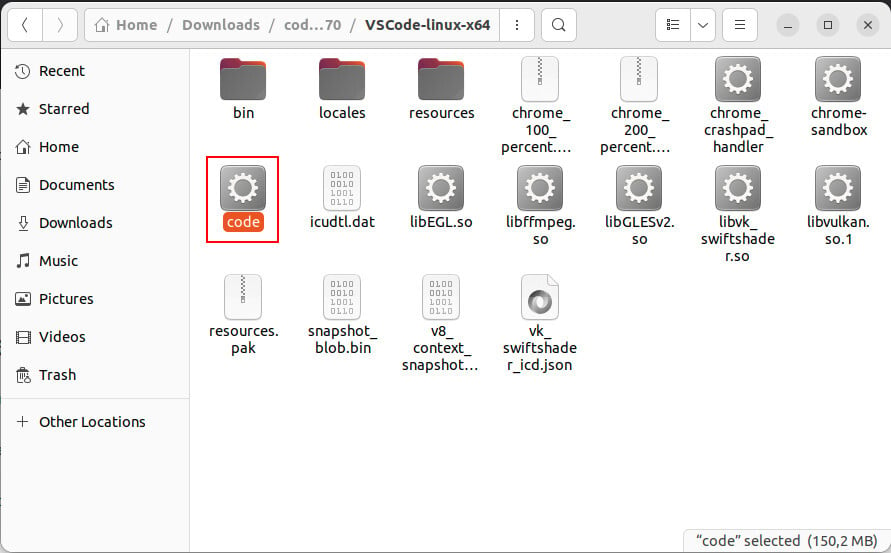 Home / Downloads / cod...70 / VSCode-linux-x64
Recent
Starred
Home
Documents
Downloads
Music
Pictures
Videos
Trash
Other Locations
bin
locales
resources
chrome_
100_
percent....
chrome_
200_
percent....
chrome_
crashpad_
handler
chrome-
sandbox
code
icudtl.dat
libEGL.so
libffmpeg.
so
libGLESv2.
so
libvk_
swiftshade
r.so
libvulkan.
so.1
resources.
pak
snapshot_
blob.bin
v8_
context_
snapshot...
vk_
swiftshade
r_icd.json
"code" selected (150,2 MB)